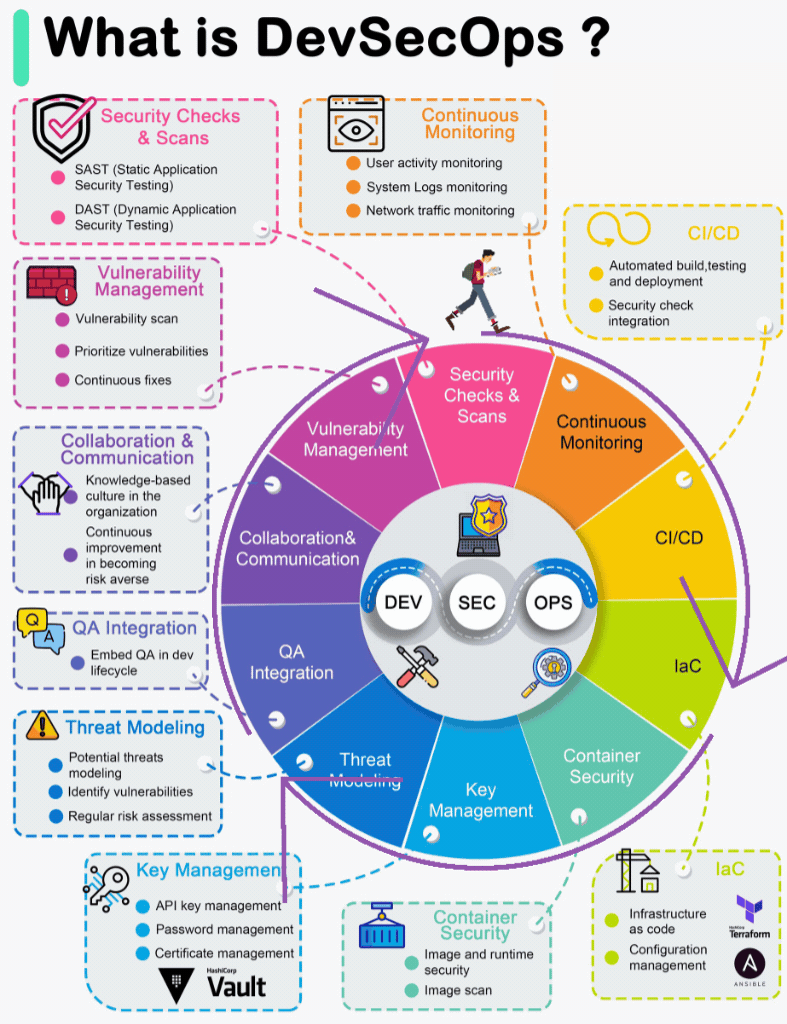 What is DevSecOps ?
Security Checks
& Scans
SAST (Static Application
Security Testing)
DAST (Dynamic Application
Security Testing)
Continuous
Monitoring
User activity monitoring
System Logs monitoring
Network traffic monitoring
CI/CD
Automated build,testing
and deployment
Security check
integration
Vulnerability
Management
Vulnerability scan
Prioritize vulnerabilities
Continuous fixes
Collaboration &
Communication
Knowledge-based
culture in the
organization
Continuous
improvement
in becoming
risk averse
Q
A
QA Integration
Embed QA in dev
lifecycle
Threat Modeling
Potential threats
modeling
Identify vulnerabilities
Regular risk assessment
Key Management
API key management
Password management
Certificate management
HashiCorp
Vault
Container
Security
Image and runtime
security
Image scan
IaC
Infrastructure
as code
Configuration
management
HashiCorp
Terraform
A
ANSIBLE
Security
Checks &
Scans
Continuous
Monitoring
CI/CD
IaC
Container
Security
Key
Management
Threat
Modeling
QA
Integration
Collaboration&
Communication
Vulnerability
Management
DEV
SEC
OPS